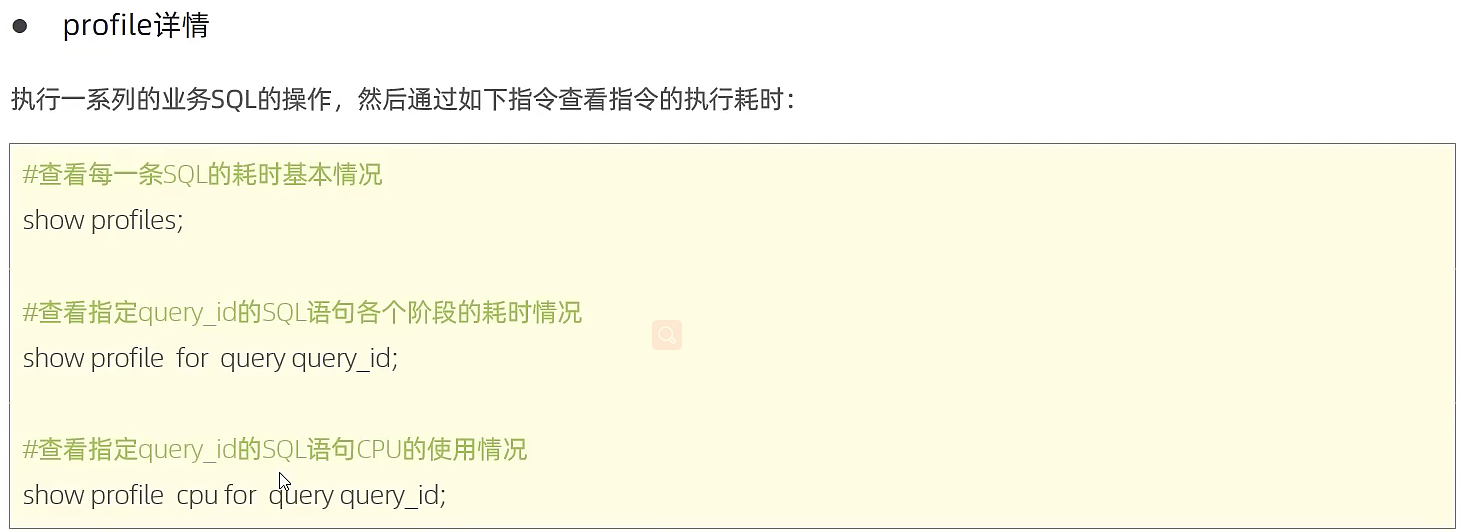 ● profile详情
执行一系列的业务SQL的操作，然后通过如下指令查看指令的执行耗时：
#查看每一条SQL的耗时基本情况
show profiles;
#查看指定query_id的SQL语句各个阶段的耗时情况
show profile for query query_id;
#查看指定query_id的SQL语句CPU的使用情况
show profile cpu for query query_id;